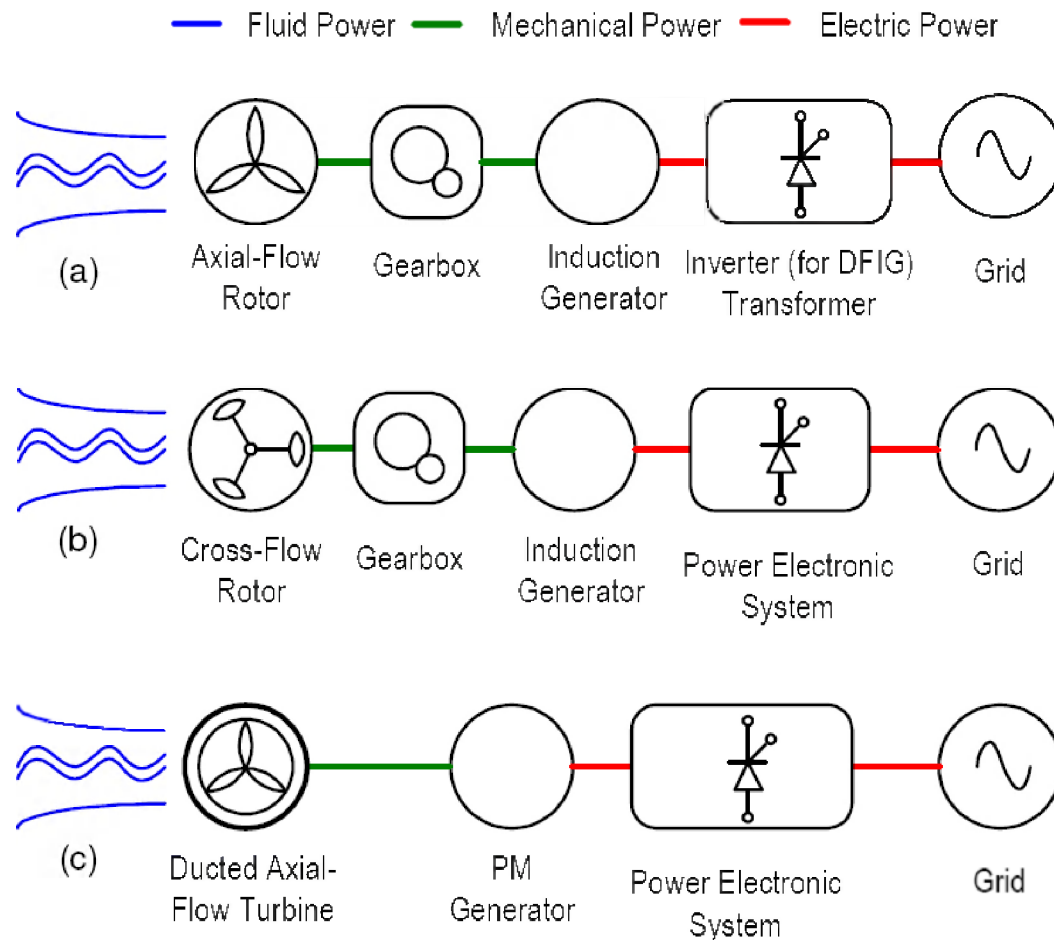 Fluid Power Mechanical Power Electric Power
Axial-Flow Rotor
Gearbox
Induction Generator
Inverter (for DFIG) Transformer
Grid
(a)
Cross-Flow Rotor
Gearbox
Induction Generator
Power Electronic System
Grid
(b)
Ducted Axial-
Flow Turbine
PM Generator
Power Electronic System
Grid
(c)